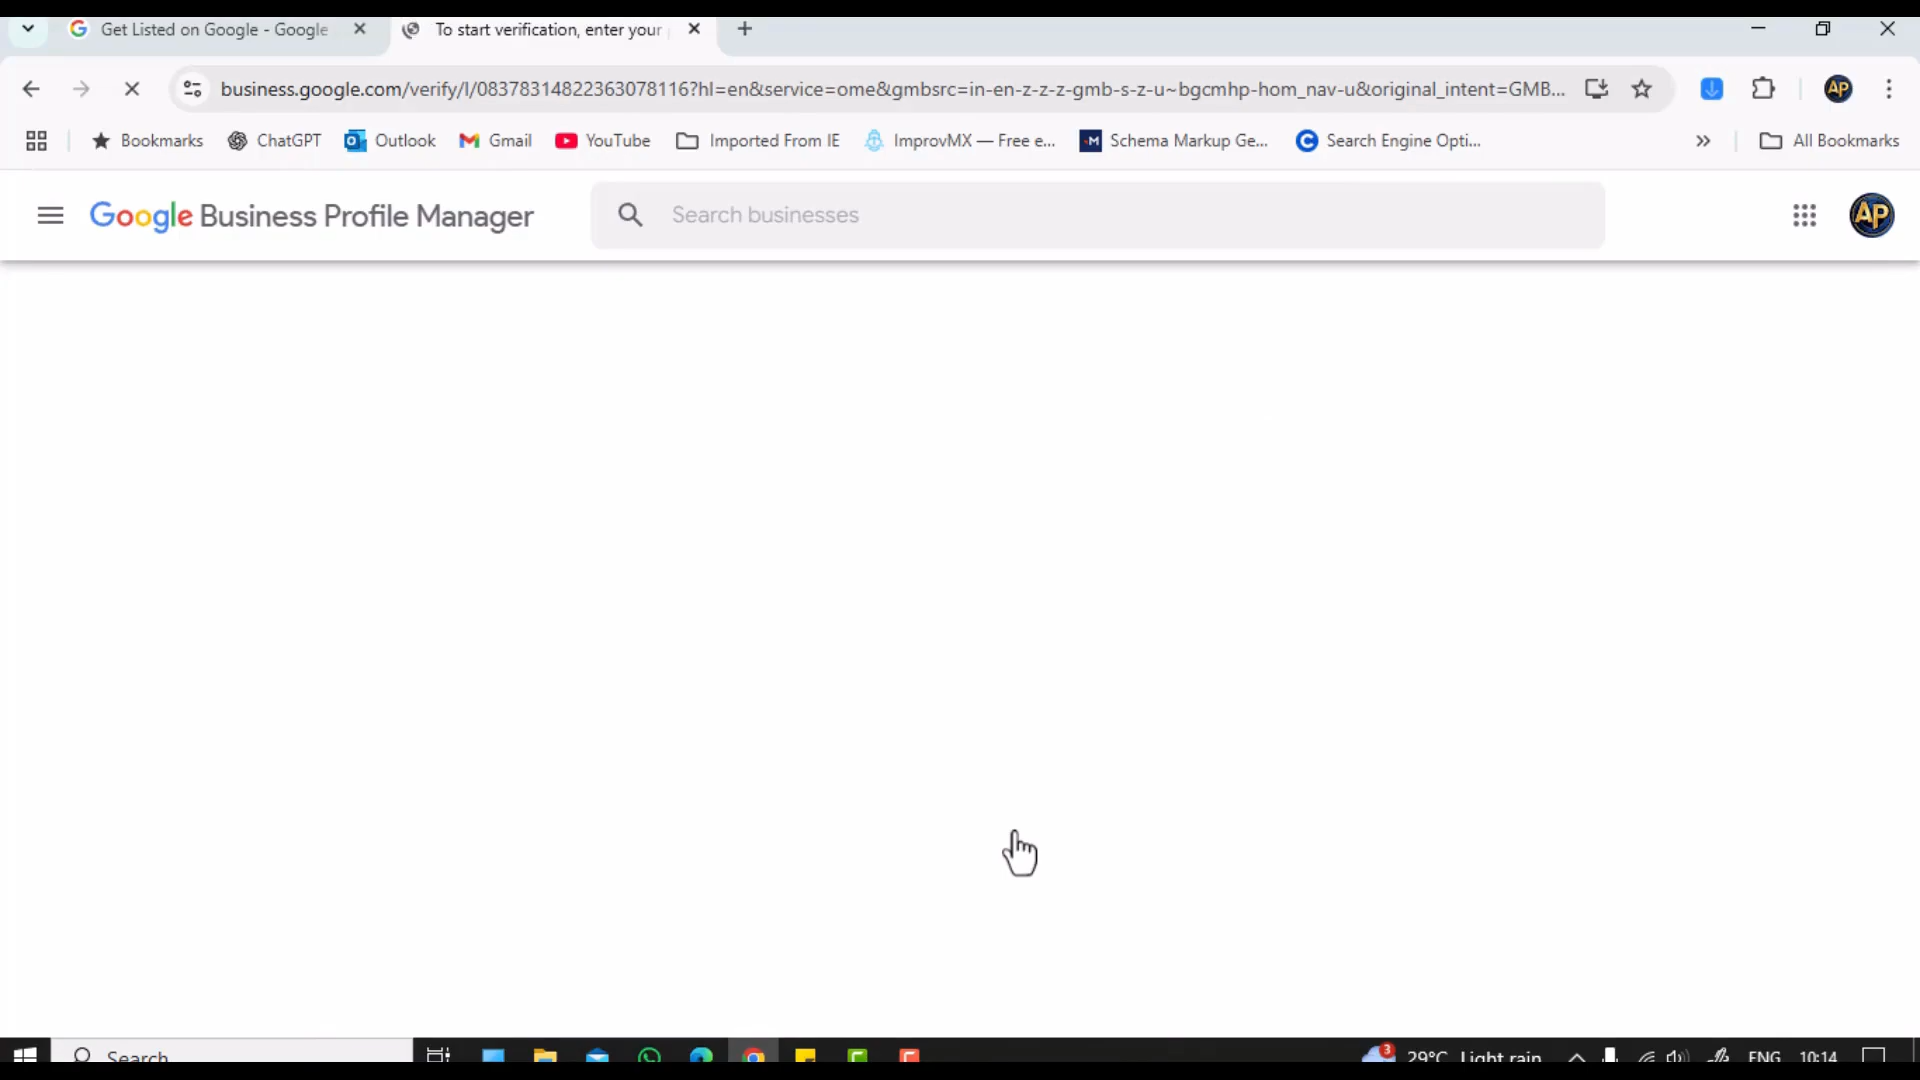 Get Listed on Google - Google
To start verification, enter your
business.google.com/verify/l/08378314822363078116?hl=en&service=ome&gmbsrc=in-en-z-z-z-gmb-s-z-u~bgcmhp-hom_nav-u&original_intent=GMB...
AP
Bookmarks
ChatGPT
Outlook
Gmail
YouTube
Imported From IE
ImprovMX — Free e...
Schema Markup Ge...
Search Engine Opti...
All Bookmarks
Google Business Profile Manager
Search businesses
AP
Search
3
29°C Light rain
ENG
10:14